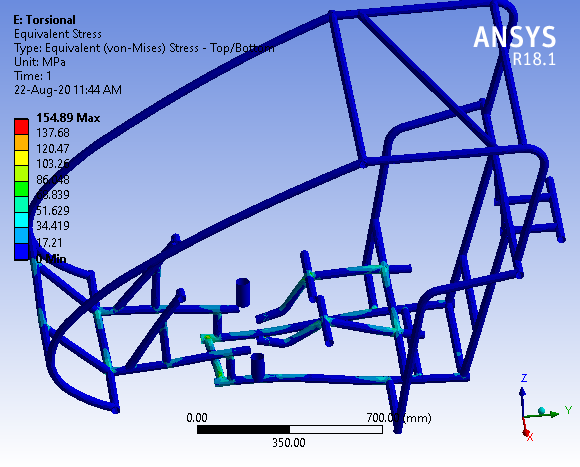 E: Torsional
Equivalent Stress
Type: Equivalent (von-Mises) Stress - Top/Bottom
Unit: MPa
Time: 1
22-Aug-20 11:44 AM
ANSYS
R18.1
154.89 Max
137.68
120.47
103.26
51.629
34.419
17.21
0 Min
0.00
700.00 (mm)
350.00
Z
Y
X